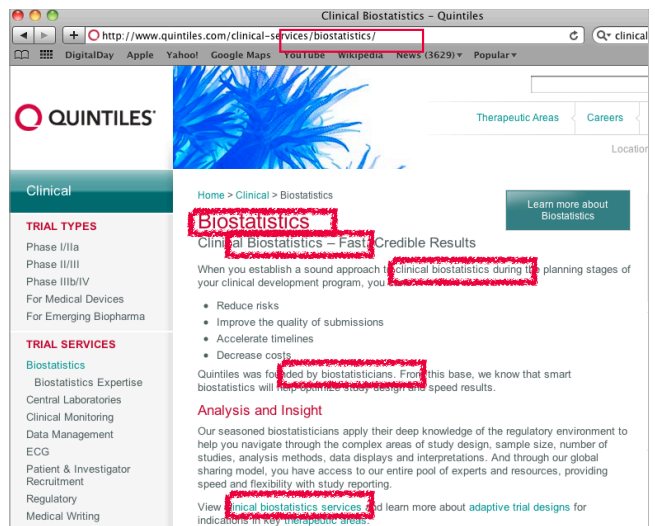 Clinical Biostatistics – Quintiles
http://www.quintiles.com/clinical-services/biostatistics/
clinical
DigitalDay Apple Yahoo! Google Maps YouTube Wikipedia News (3629) Popular
QUINTILES
Therapeutic Areas Careers
Location
Clinical
Home > Clinical > Biostatistics
Learn more about
Biostatistics
TRIAL TYPES
Phase I/IIa
Phase II/III
Phase IIIb/IV
For Medical Devices
For Emerging Biopharma
TRIAL SERVICES
Biostatistics
Biostatistics Expertise
Central Laboratories
Clinical Monitoring
Data Management
ECG
Patient & Investigator
Recruitment
Regulatory
Medical Writing
Biostatistics
Clinical Biostatistics – Fast, Credible Results
When you establish a sound approach to clinical biostatistics during the planning stages of
your clinical development program, you
• Reduce risks
• Improve the quality of submissions
• Accelerate timelines
• Decrease costs
Quintiles was founded by biostatisticians. From this base, we know that smart
biostatistics will help optimize study design and speed results.
Analysis and Insight
Our seasoned biostatisticians apply their deep knowledge of the regulatory environment to
help you navigate through the complex areas of study design, sample size, number of
studies, analysis methods, data displays and interpretations. And through our global
sharing model, you have access to our entire pool of experts and resources, providing
speed and flexibility with study reporting.
View clinical biostatistics services and learn more about adaptive trial designs for
indications in key therapeutic areas.